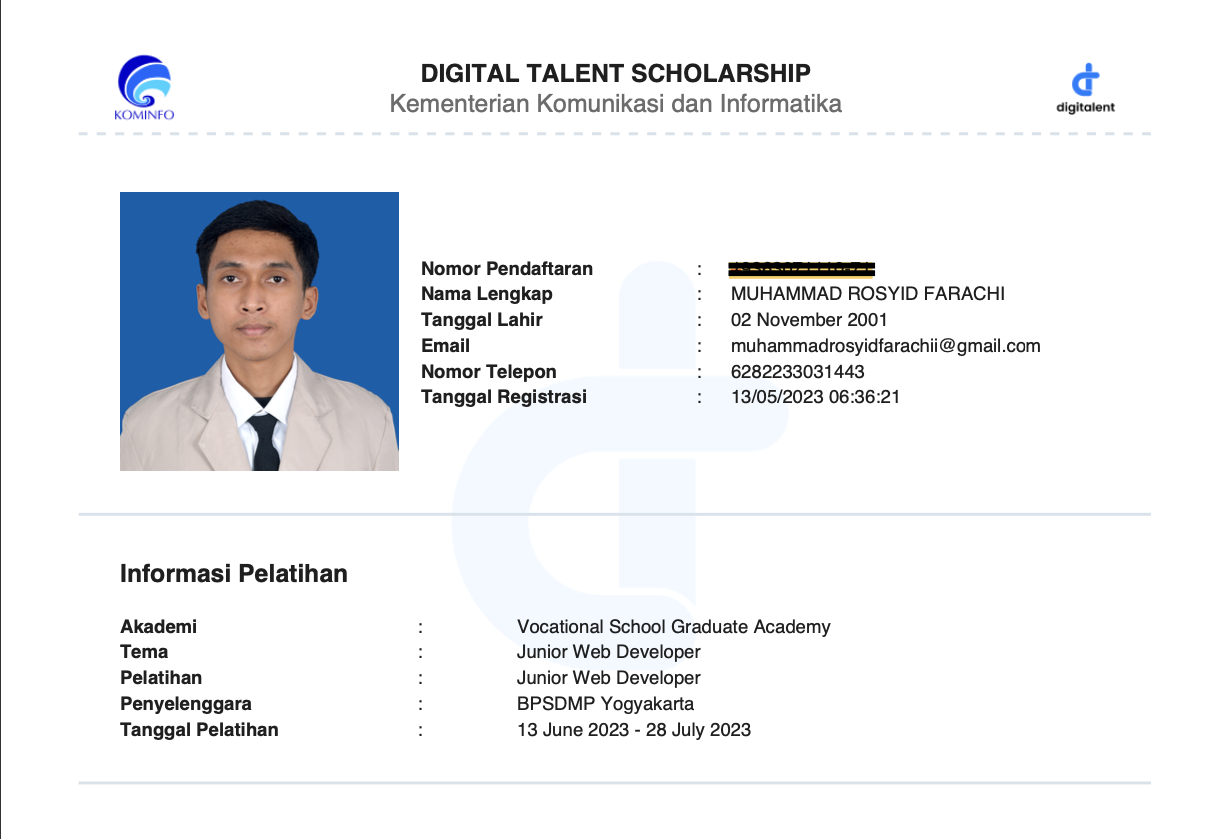 KOMINFO
DIGITAL TALENT SCHOLARSHIP
Kementerian Komunikasi dan Informatika
digitalent
Nomor Pendaftaran :
Nama Lengkap : MUHAMMAD ROSYID FARACHI
Tanggal Lahir : 02 November 2001
Email : muhammadrosyidfarachii@gmail.com
Nomor Telepon : 6282233031443
Tanggal Registrasi : 13/05/2023 06:36:21
Informasi Pelatihan
Akademi : Vocational School Graduate Academy
Tema : Junior Web Developer
Pelatihan : Junior Web Developer
Penyelenggara : BPSDMP Yogyakarta
Tanggal Pelatihan : 13 June 2023 - 28 July 2023